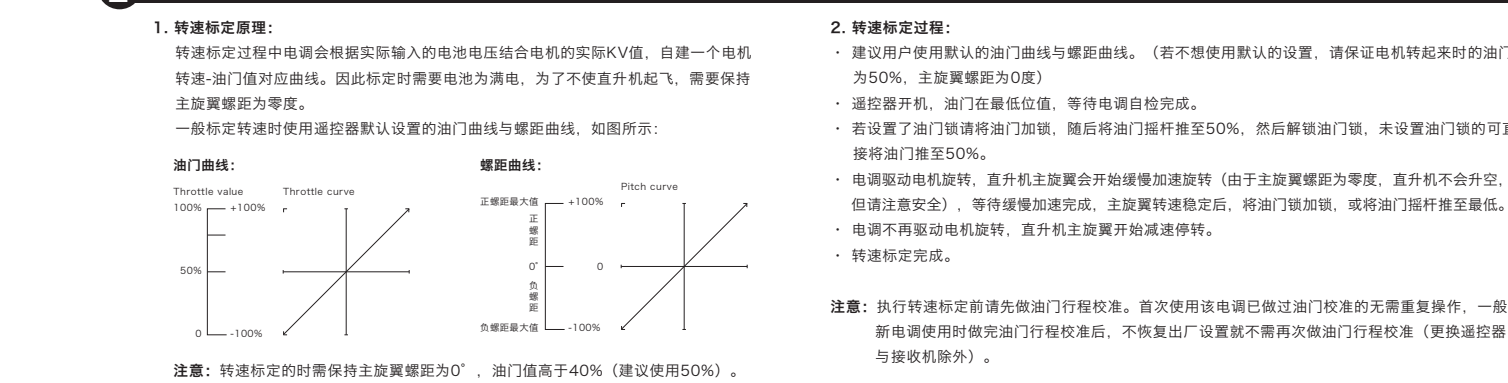 1. 转速标定原理：
转速标定过程中电调会根据实际输入的电池电压结合电机的实际KV值，自建一个电机
转速-油门值对应曲线。因此标定时需要电池为满电，为了不使直升机起飞，需要保持
主旋翼螺距为零度。
一般标定转速时使用遥控器默认设置的油门曲线与螺距曲线，如图所示：
油门曲线：
Throttle value
Throttle curve
100%
+100%
50%
0
-100%
螺距曲线：
Pitch curve
正螺距最大值
+100%
正
螺
距
0°
0
负
螺
距
负螺距最大值
-100%
注意：转速标定的时需保持主旋翼螺距为0°，油门值高于40%（建议使用50%）。
2. 转速标定过程：
· 建议用户使用默认的油门曲线与螺距曲线。（若不想使用默认的设置，请保证电机转起来时的油门
为50%，主旋翼螺距为0度）
· 遥控器开机，油门在最低位值，等待电调自检完成。
· 若设置了油门锁请将油门加锁，随后将油门摇杆推至50%，然后解锁油门锁，未设置油门锁的可直
接将油门推至50%。
· 电调驱动电机旋转，直升机主旋翼会开始缓慢加速旋转（由于主旋翼螺距为零度，直升机不会升空，
但请注意安全），等待缓慢加速完成，主旋翼转速稳定后，将油门锁加锁，或将油门摇杆推至最低。
· 电调不再驱动电机旋转，直升机主旋翼开始减速停转。
· 转速标定完成。
注意：执行转速标定前请先做油门行程校准。首次使用该电调已做过油门校准的无需重复操作，一般
新电调使用时做完油门行程校准后，不恢复出厂设置就不需再次做油门行程校准（更换遥控器
与接收机除外）。